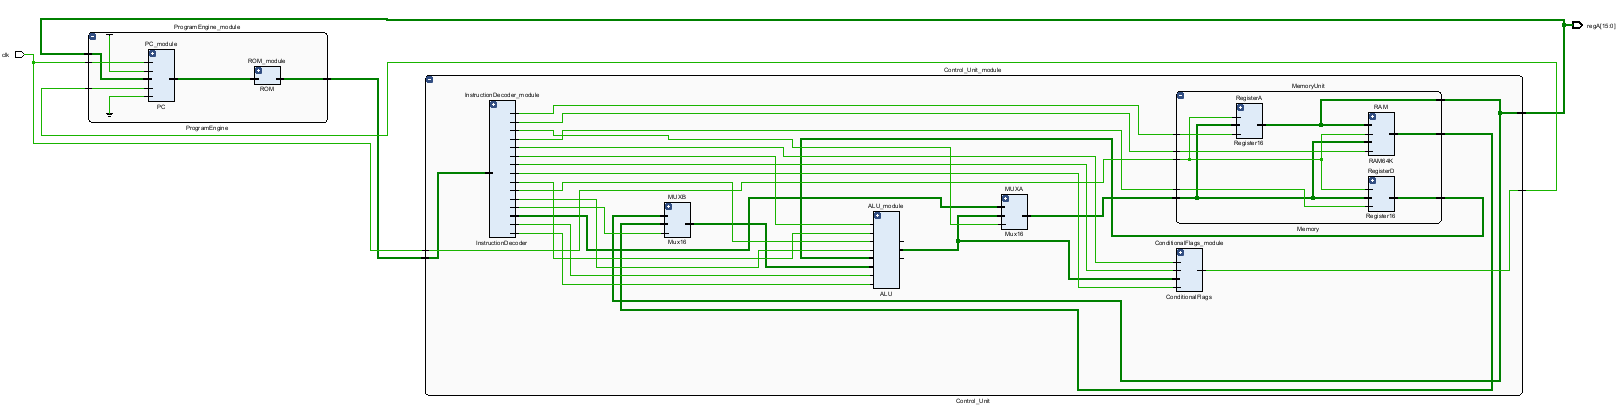 ProgramEngine_module
regA[15:0]
clk
PC_module
ROM_module
ROM
PC
ProgramEngine
Control_Unit_module
MemoryUnit
InstructionDecoder_module
RegisterA
RAM
Register16
RAM64K
RegisterD
Register16
Memory
MUXB
Mux16
ALU_module
ALU
MUXA
Mux16
InstructionDecoder
ConditionalFlags_module
ConditionalFlags
Control_Unit